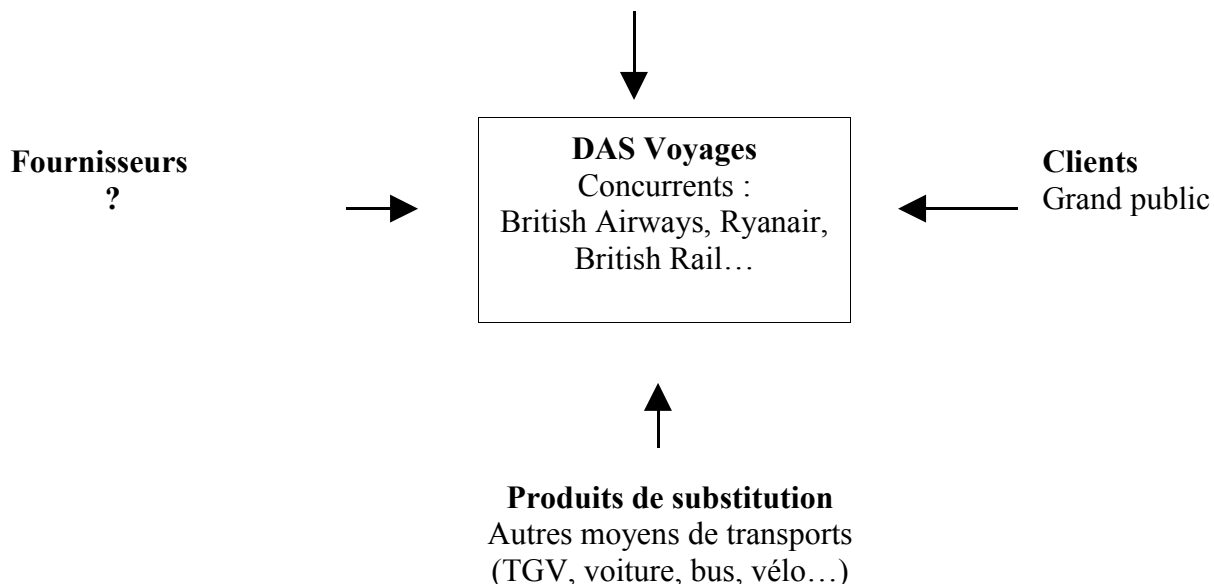 Fournisseurs
?
DAS Voyages
Concurrents :
British Airways, Ryanair,
British Rail…
Clients
Grand public
Produits de substitution
Autres moyens de transports
(TGV, voiture, bus, vélo…)